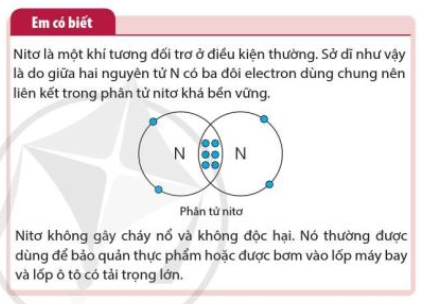 Em có biết
Nitơ là một khí tương đối trơ ở điều kiện thường. Sở dĩ như vậy
là do giữa hai nguyên tử N có ba đôi electron dùng chung nên
liên kết trong phân tử nitơ khá bền vững.
N N
Phân tử nitơ
Nitơ không gây cháy nổ và không độc hại. Nó thường được
dùng để bảo quản thực phẩm hoặc được bơm vào lốp máy bay
và lốp ô tô có tải trọng lớn.